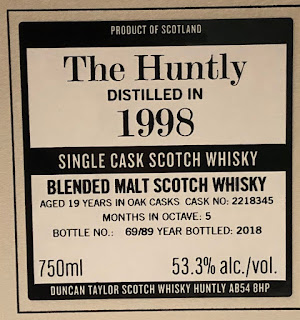 PRODUCT OF SCOTLAND
The Huntly
DISTILLED IN
1998
SINGLE CASK SCOTCH WHISKY
BLENDED MALT SCOTCH WHISKY
AGED 19 YEARS IN OAK CASKS CASK NO: 2218345
MONTHS IN OCTAVE: 5
BOTTLE NO.: 69/89 YEAR BOTTLED: 2018
750ml 53.3% alc./vol.
DUNCAN TAYLOR SCOTCH WHISKY HUNTLY AB54 8HP